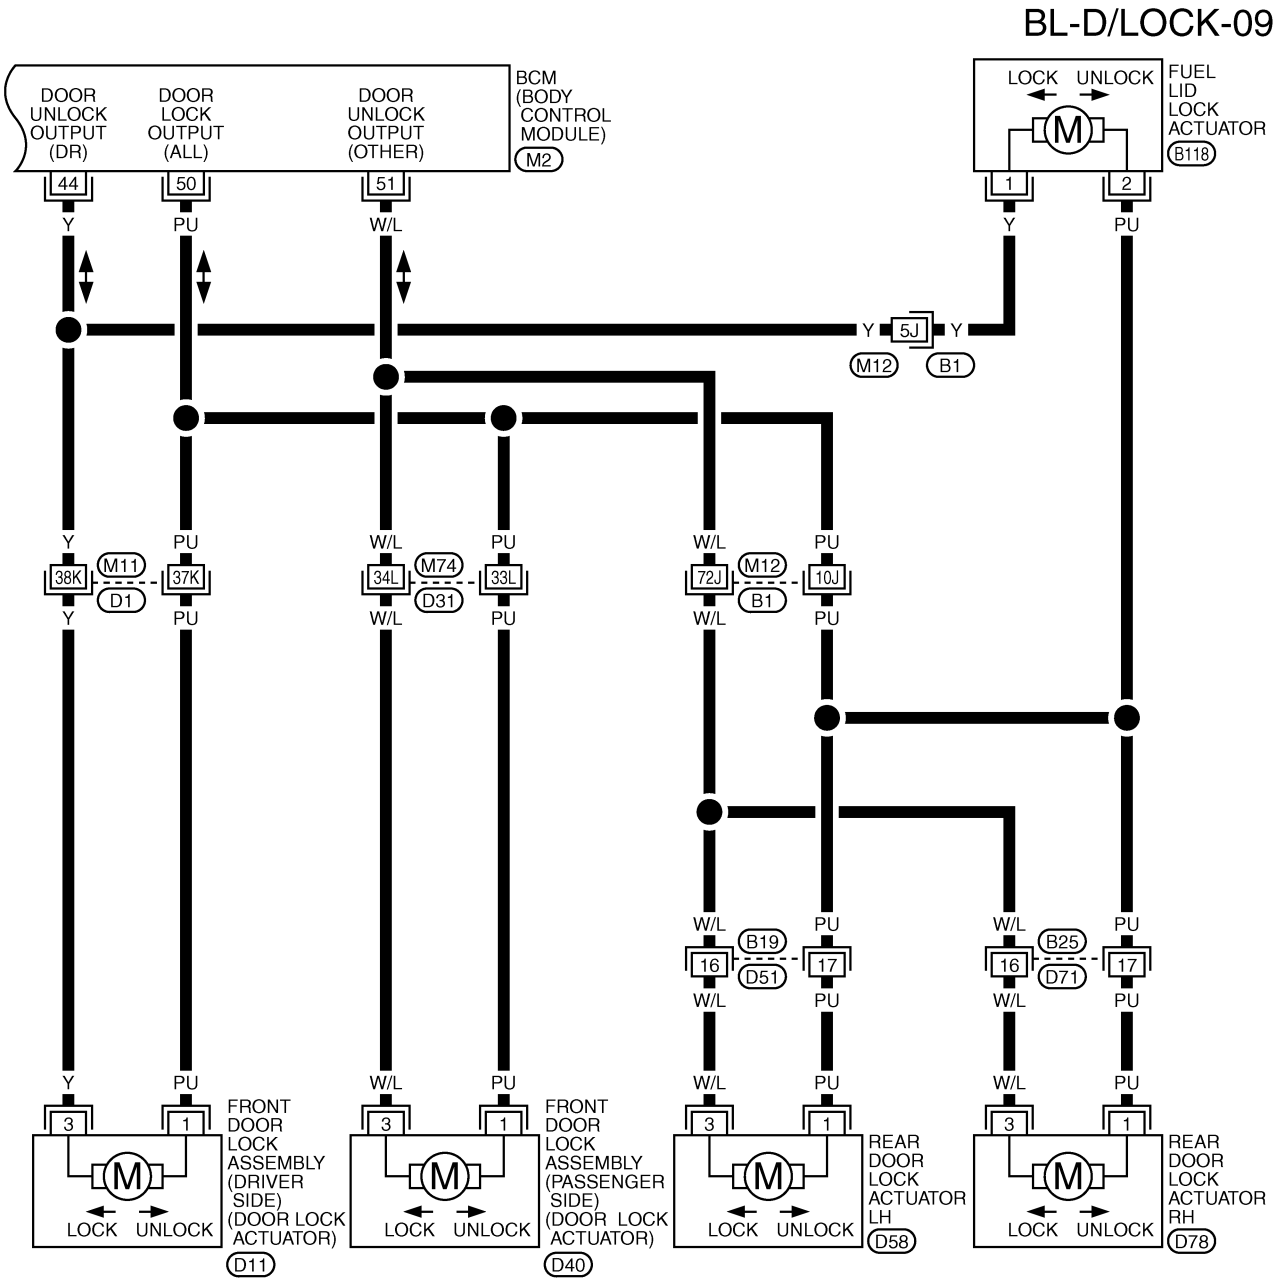 BL-D/LOCK-09
DOOR
UNLOCK
OUTPUT
(DR)
DOOR
LOCK
OUTPUT
(ALL)
DOOR
UNLOCK
OUTPUT
(OTHER)
BCM
(BODY
CONTROL
MODULE)
M2
LOCK UNLOCK
M
FUEL
LID
LOCK
ACTUATOR
B118
44 50 51 1 2
Y PU W/L Y PU
Y 5J Y
M12 B1
Y PU W/L PU W/L PU
38K M11 37K 34L M74 33L 72J M12 10J
D1 D31 B1
Y PU W/L PU W/L PU
W/L PU W/L PU
16 B19 17 16 B25 17
D51 D71
W/L PU W/L PU
Y PU W/L PU W/L PU W/L PU
3 1 3 1 3 1 3 1
M
LOCK UNLOCK
FRONT
DOOR
LOCK
ASSEMBLY
(DRIVER
SIDE)
(DOOR LOCK
ACTUATOR)
D11
M
LOCK UNLOCK
FRONT
DOOR
LOCK
ASSEMBLY
(PASSENGER
SIDE)
(DOOR LOCK
ACTUATOR)
D40
M
LOCK UNLOCK
REAR
DOOR
LOCK
ACTUATOR
LH
D58
M
LOCK UNLOCK
REAR
DOOR
LOCK
ACTUATOR
RH
D78